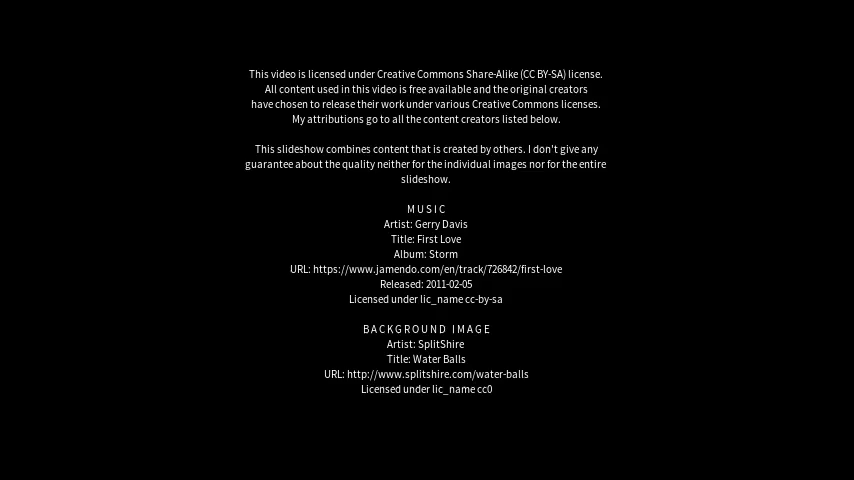 This video is licensed under Creative Commons Share-Alike (CC BY-SA) license.
All content used in this video is free available and the original creators
have chosen to release their work under various Creative Commons licenses.
My attributions go to all the content creators listed below.
This slideshow combines content that is created by others. I don't give any
guarantee about the quality neither for the individual images nor for the entire
slideshow.
MUSIC
Artist: Gerry Davis
Title: First Love
Album: Storm
URL: https://www.jamendo.com/en/track/726842/first-love
Released: 2011-02-05
Licensed under lic_name cc-by-sa
BACKGROUND IMAGE
Artist: SplitShire
Title: Water Balls
URL: http://www.splitshire.com/water-balls
Licensed under lic_name cc0